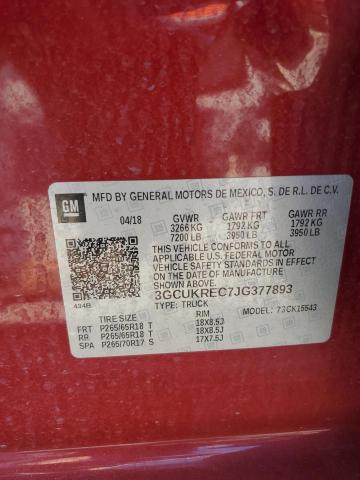 GM
MFD BY GENERAL MOTORS DE MEXICO, S. DE R.L. DE C.V.
04/18 GVWR GAWR FRT GAWR RR
3266 KG 1792 KG 1792 KG
7200 LB 3950 LB 3950 LB
THIS VEHICLE CONFORMS TO ALL
APPLICABLE U.S. FEDERAL MOTOR
VEHICLE SAFETY STANDARDS IN EFFECT
ON THE DATE OF MANUFACTURE
SHOWN ABOVE.
3GCUKREC7JG377893
434B TYPE: TRUCK 73CK15543
TIRE SIZE RIM
FRT P265/65R18 T 18X8.5J
RR P265/65R18 T 18X8.5J
SPA P265/70R17 S 17X7.5J